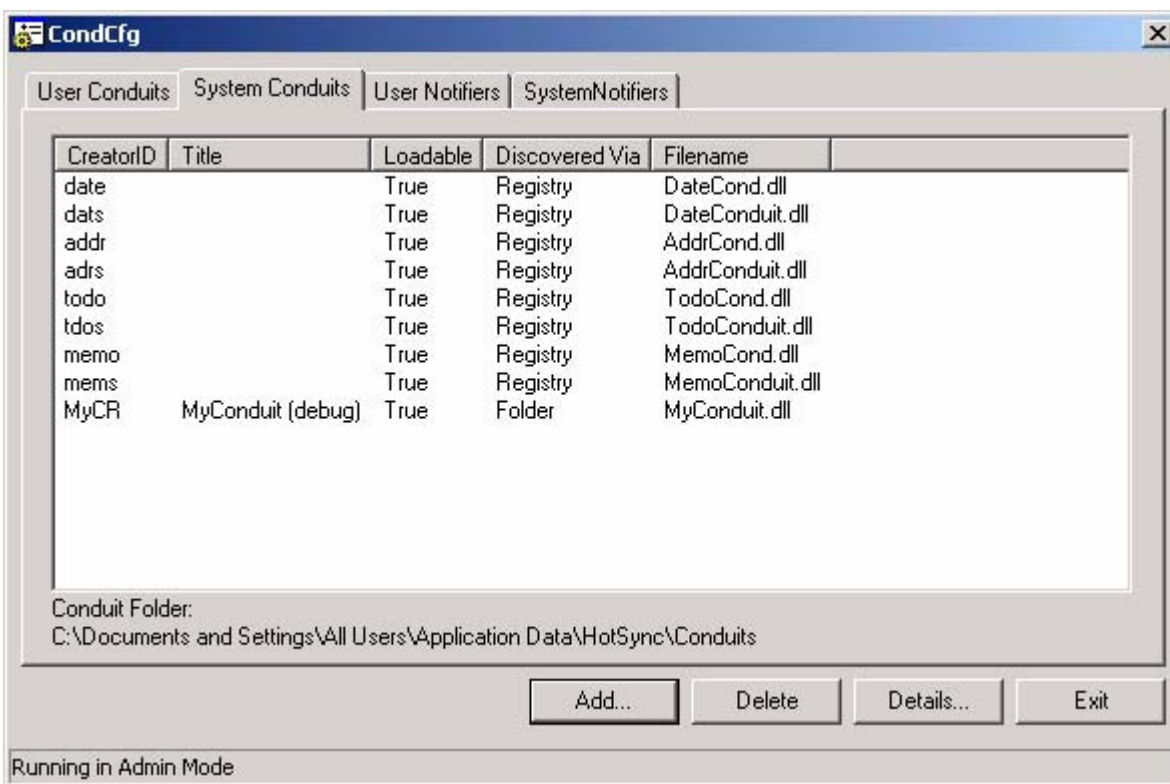 CondCfg
User Conduits System Conduits User Notifiers SystemNotifiers
CreatorID Title Loadable Discovered Via Filename
date True Registry DateCond.dll
dats True Registry DateConduit.dll
addr True Registry AddrCond.dll
adrs True Registry AddrConduit.dll
todo True Registry TodoCond.dll
tdos True Registry TodoConduit.dll
memo True Registry MemoCond.dll
mems True Registry MemoConduit.dll
MyCR MyConduit (debug) True Folder MyConduit.dll
Conduit Folder:
C:\Documents and Settings\All Users\Application Data\HotSync\Conduits
Add... Delete Details... Exit
Running in Admin Mode